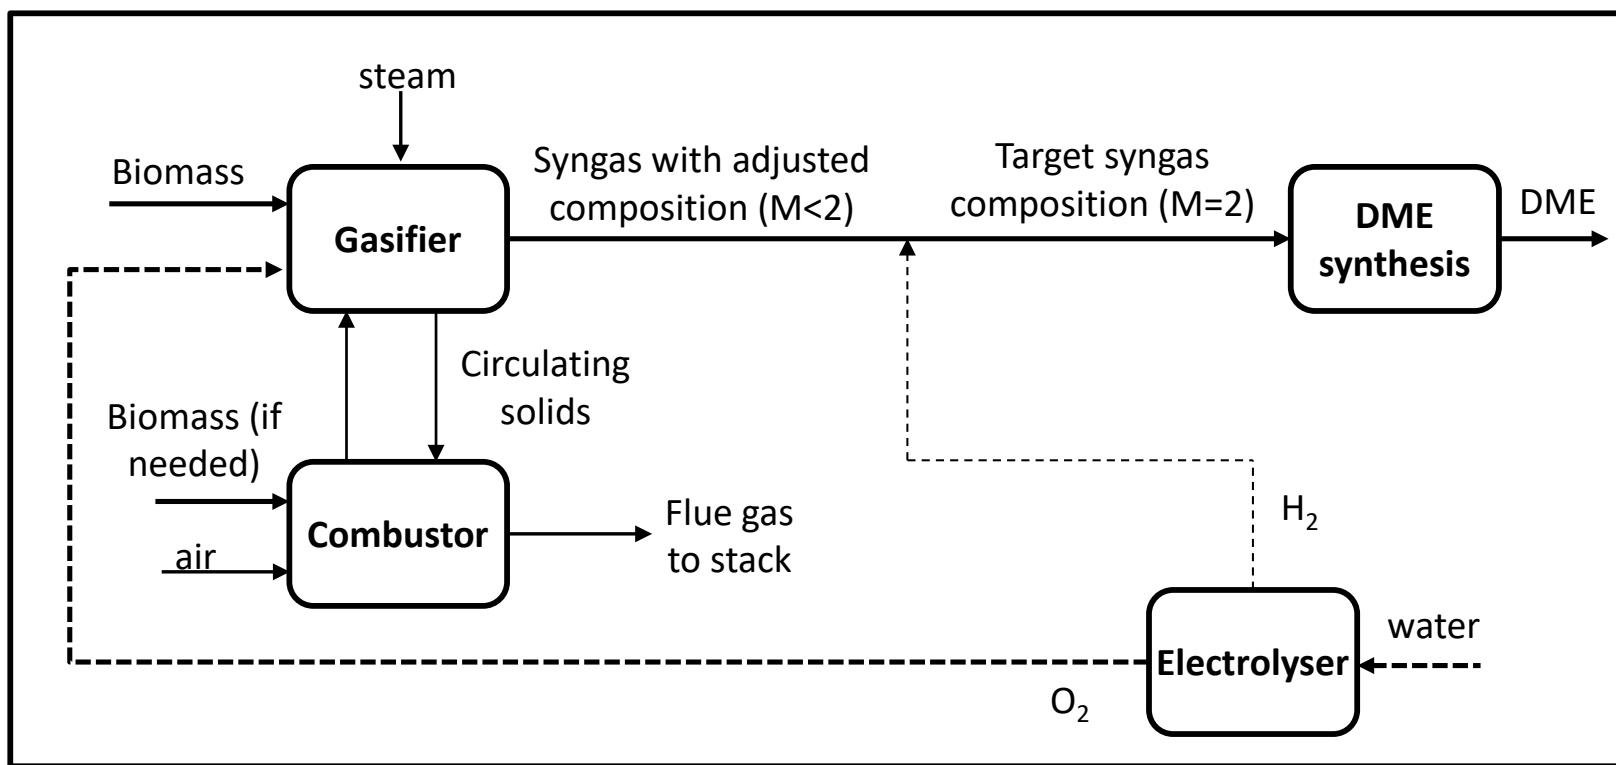 steam
Biomass
Syngas with adjusted
composition (M<2)
Target syngas
composition (M=2)
Gasifier
DME
synthesis
DME
Circulating
solids
Biomass (if
needed)
air
Combustor
Flue gas
to stack
H₂
water
Electrolyser
O₂